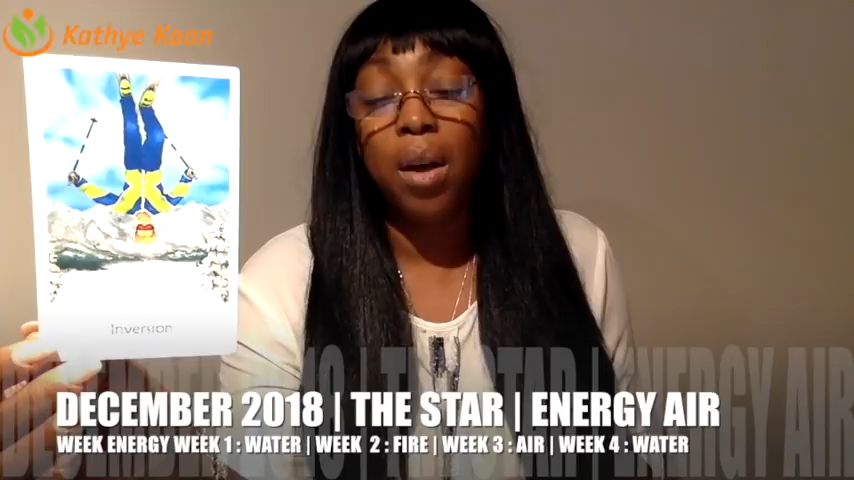 Kathye Kaan
Inversion
DECEMBER 2018 | THE STAR | ENERGY AIR
WEEK ENERGY WEEK 1 : WATER | WEEK 2 : FIRE | WEEK 3 : AIR | WEEK 4 : WATER